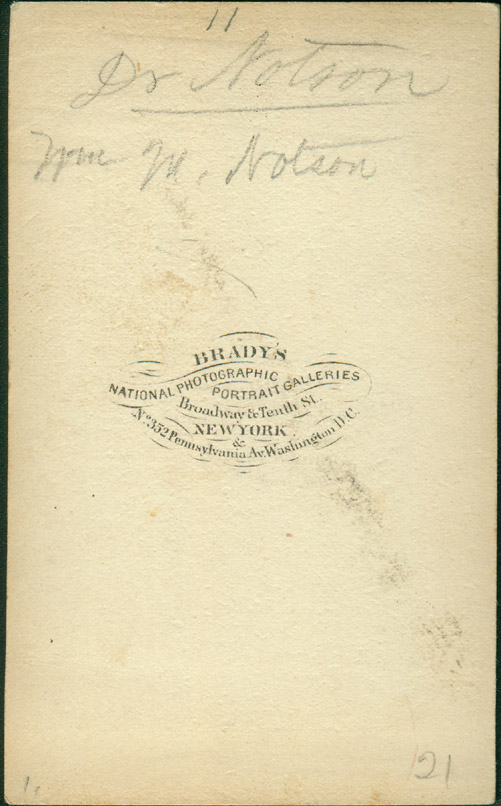 11
Dr Notson
Wm M. Notson
BRADY'S
NATIONAL PHOTOGRAPHIC
PORTRAIT GALLERIES
Broadway & Tenth St.
NEW YORK
&
No. 352 Pennsylvania Av. Washington D.C.
21